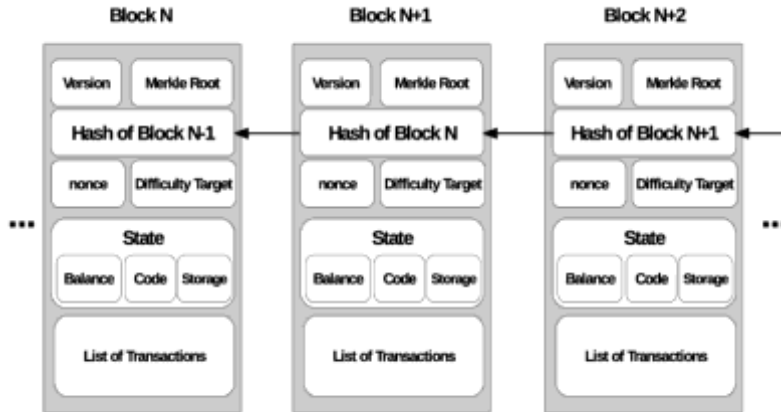 Block N Block N+1 Block N+2
Version Merkle Root Version Merkle Root Version Merkle Root
Hash of Block N-1 Hash of Block N Hash of Block N+1
nonce Difficulty Target nonce Difficulty Target nonce Difficulty Target
... ...
State State State
Balance Code Storage Balance Code Storage Balance Code Storage
List of Transactions List of Transactions List of Transactions